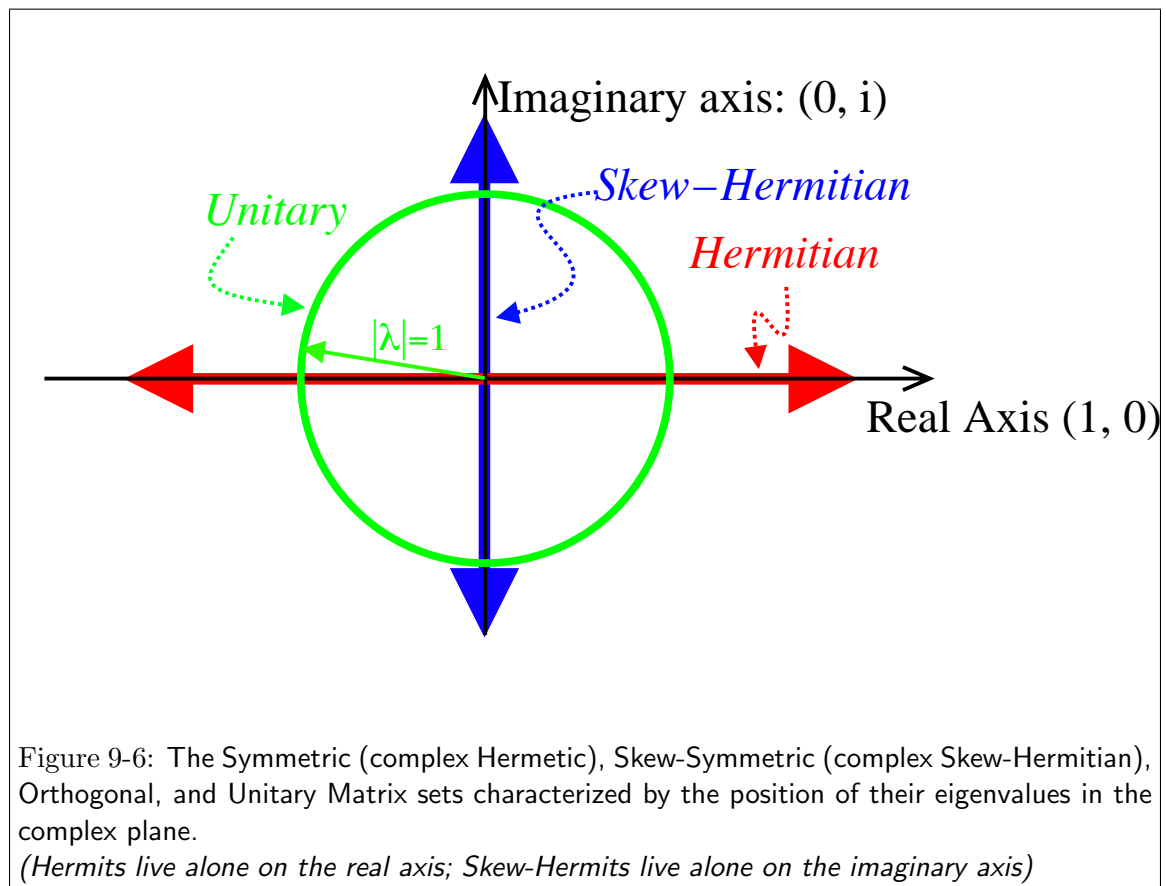 Imaginary axis: (0, i)
Skew–Hermitian
Unitary
Hermitian
|λ|=1
Real Axis (1, 0)
Figure 9-6: The Symmetric (complex Hermetic), Skew-Symmetric (complex Skew-Hermitian),
Orthogonal, and Unitary Matrix sets characterized by the position of their eigenvalues in the
complex plane.
(Hermits live alone on the real axis; Skew-Hermits live alone on the imaginary axis)